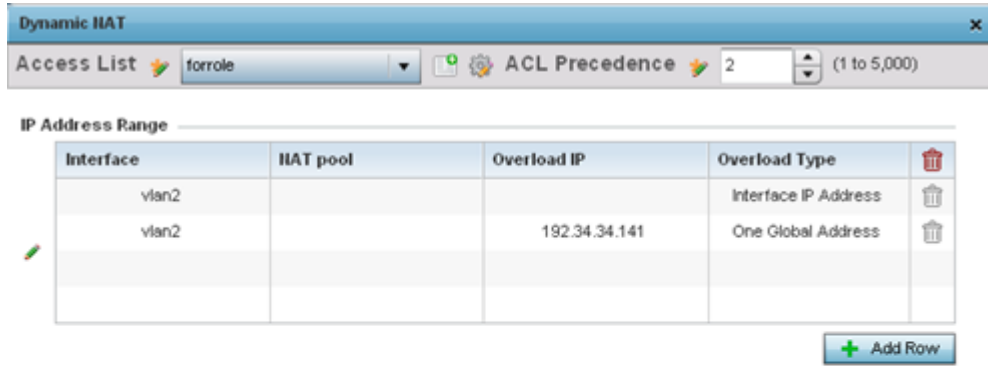 Dynamic NAT
Access List forrole ACL Precedence 2 (1 to 5,000)
IP Address Range
Interface NAT pool Overload IP Overload Type
vlan2 Interface IP Address
vlan2 192.34.34.141 One Global Address
Add Row